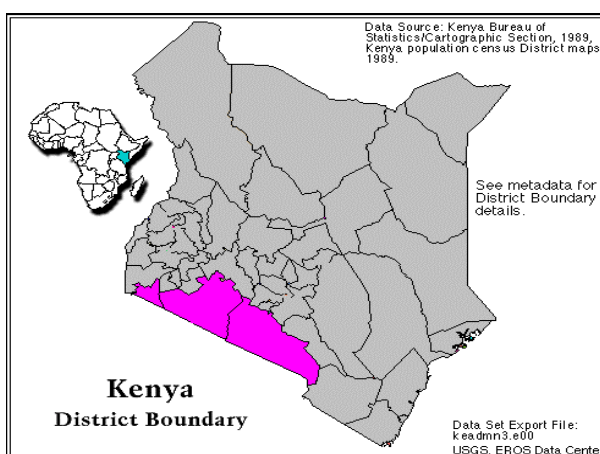 Data Source: Kenya Bureau of
Statistics/Cartographic Section, 1989,
Kenya population census District maps
1989.
See metadata for
District Boundary
details.
Kenya
District Boundary
Data Set Export File:
keadmn3.e00
USGS, EROS Data Cente